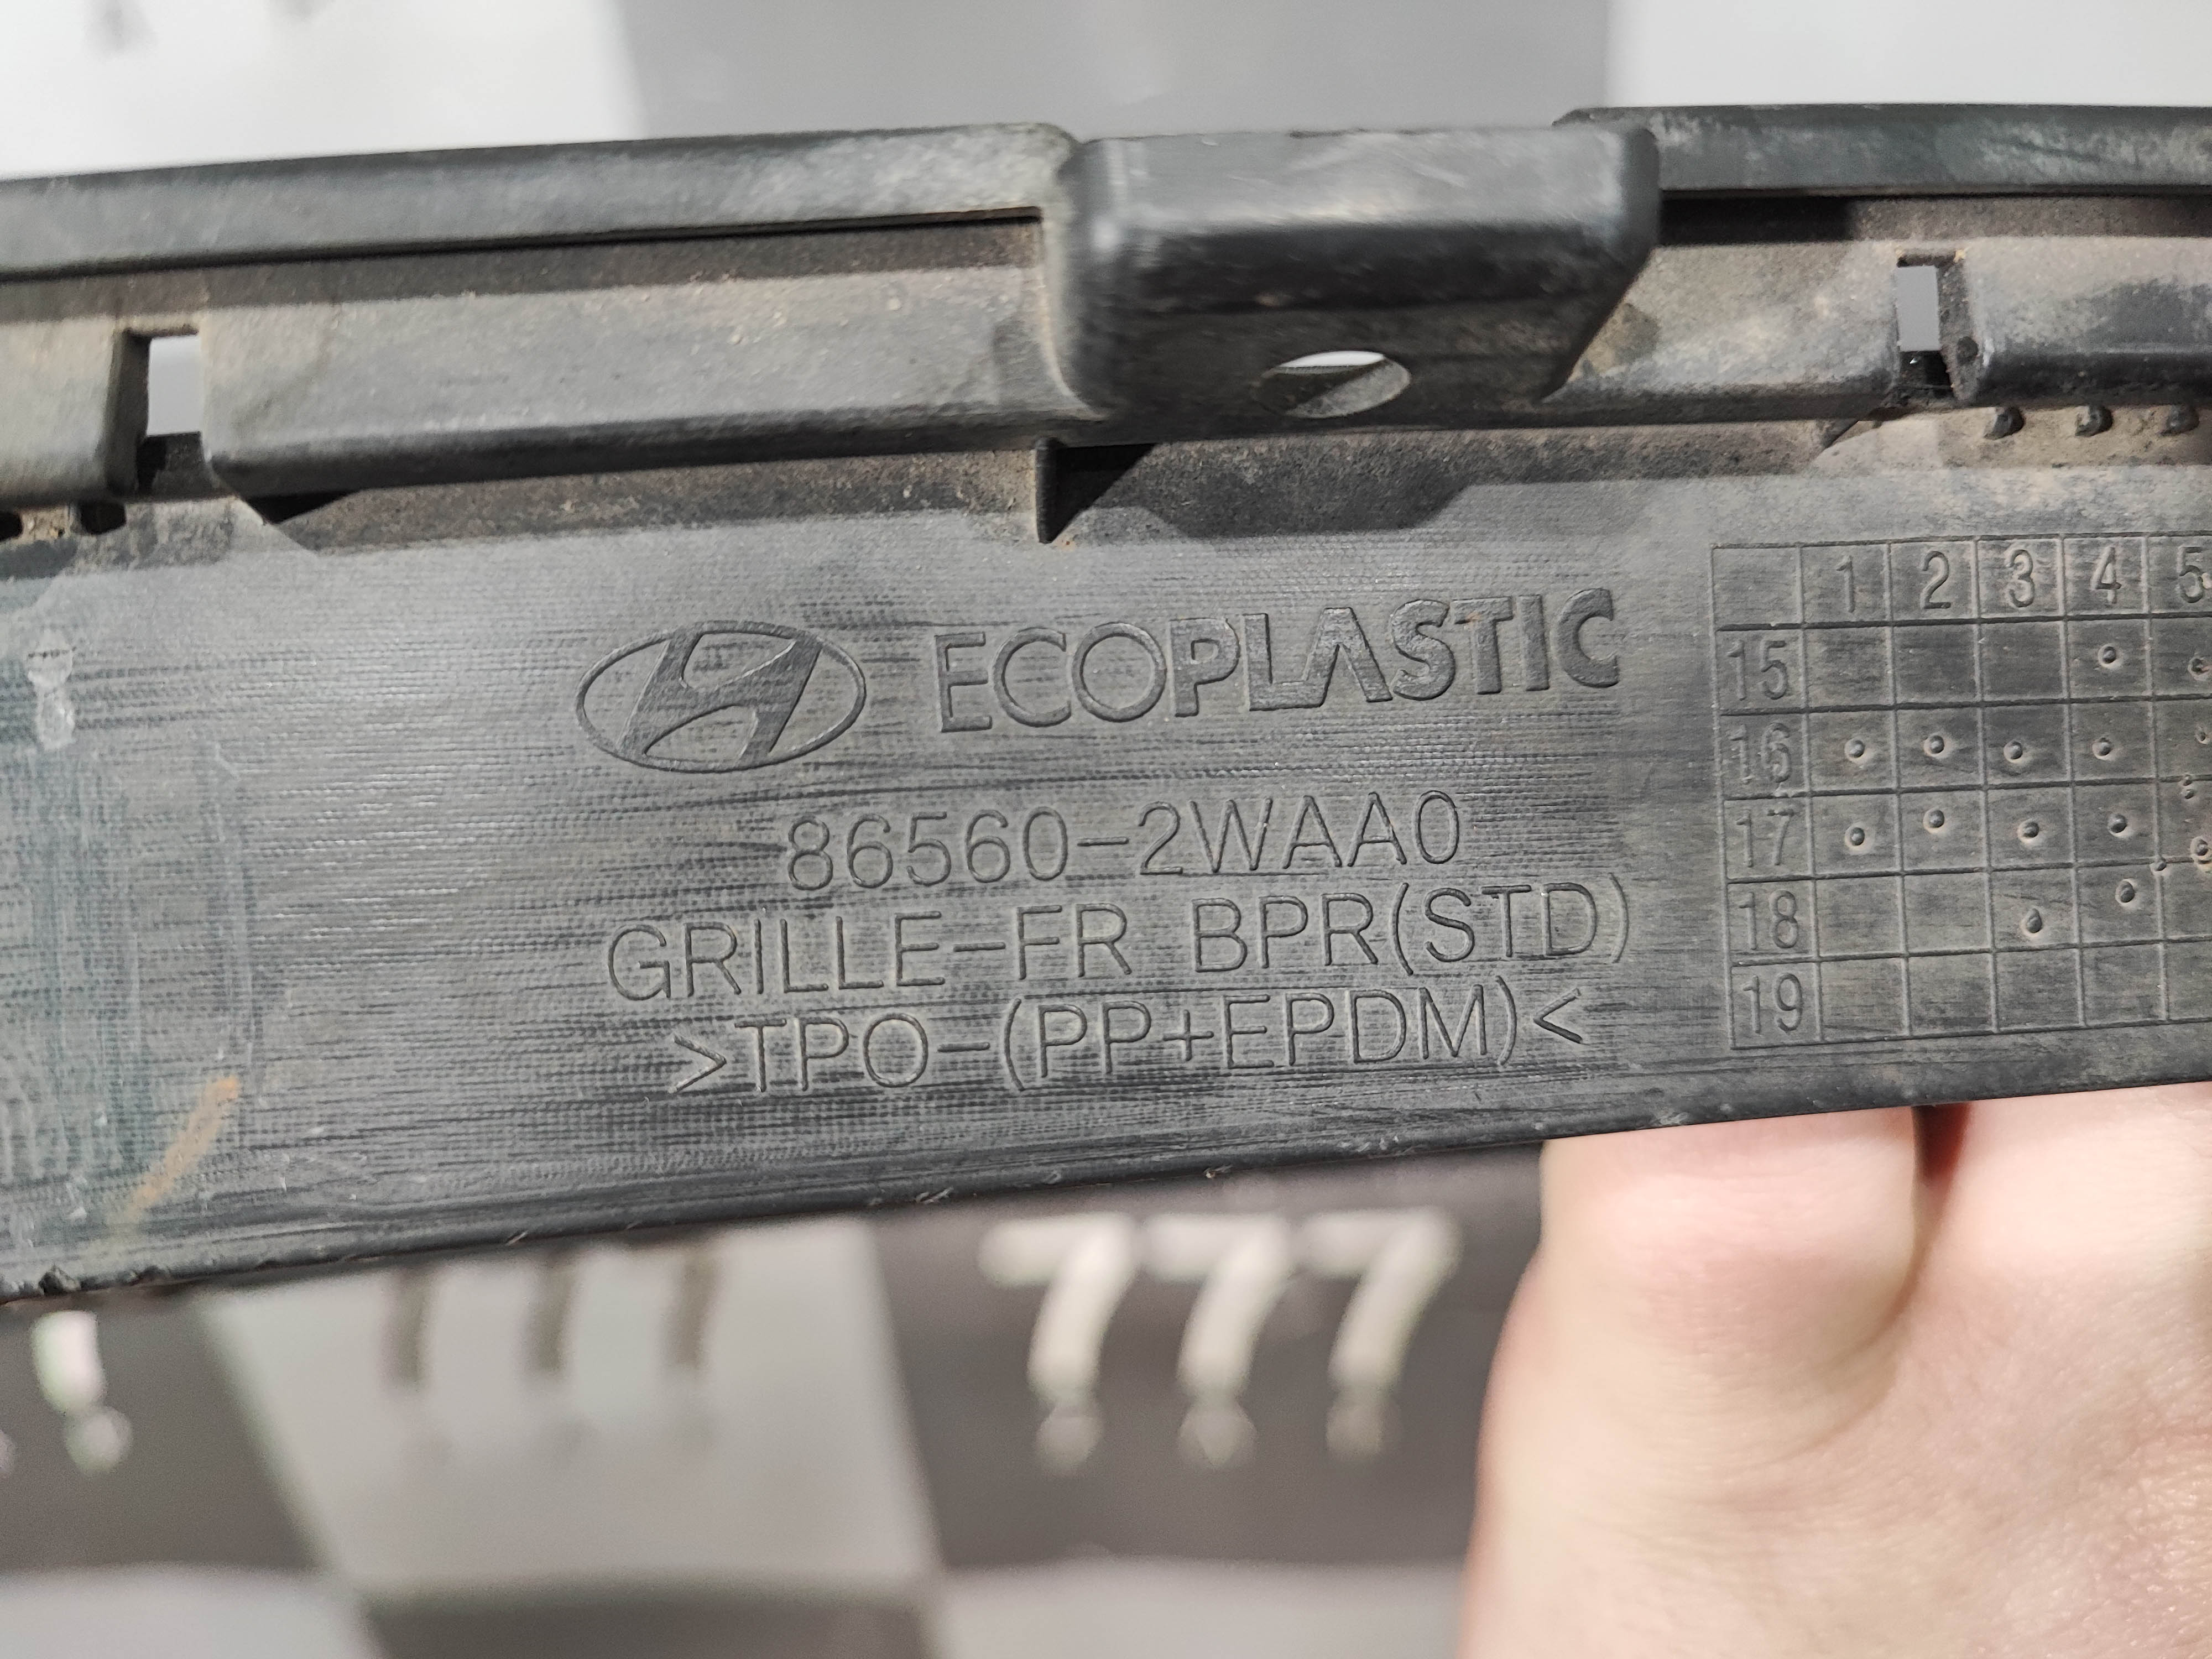 ECOPLASTIC
86560-2WAA0
GRILLE-FR BPR(STD)
>TPO-(PP+EPDM)<
1 2 3 4 5
15
16
17
18
19
777